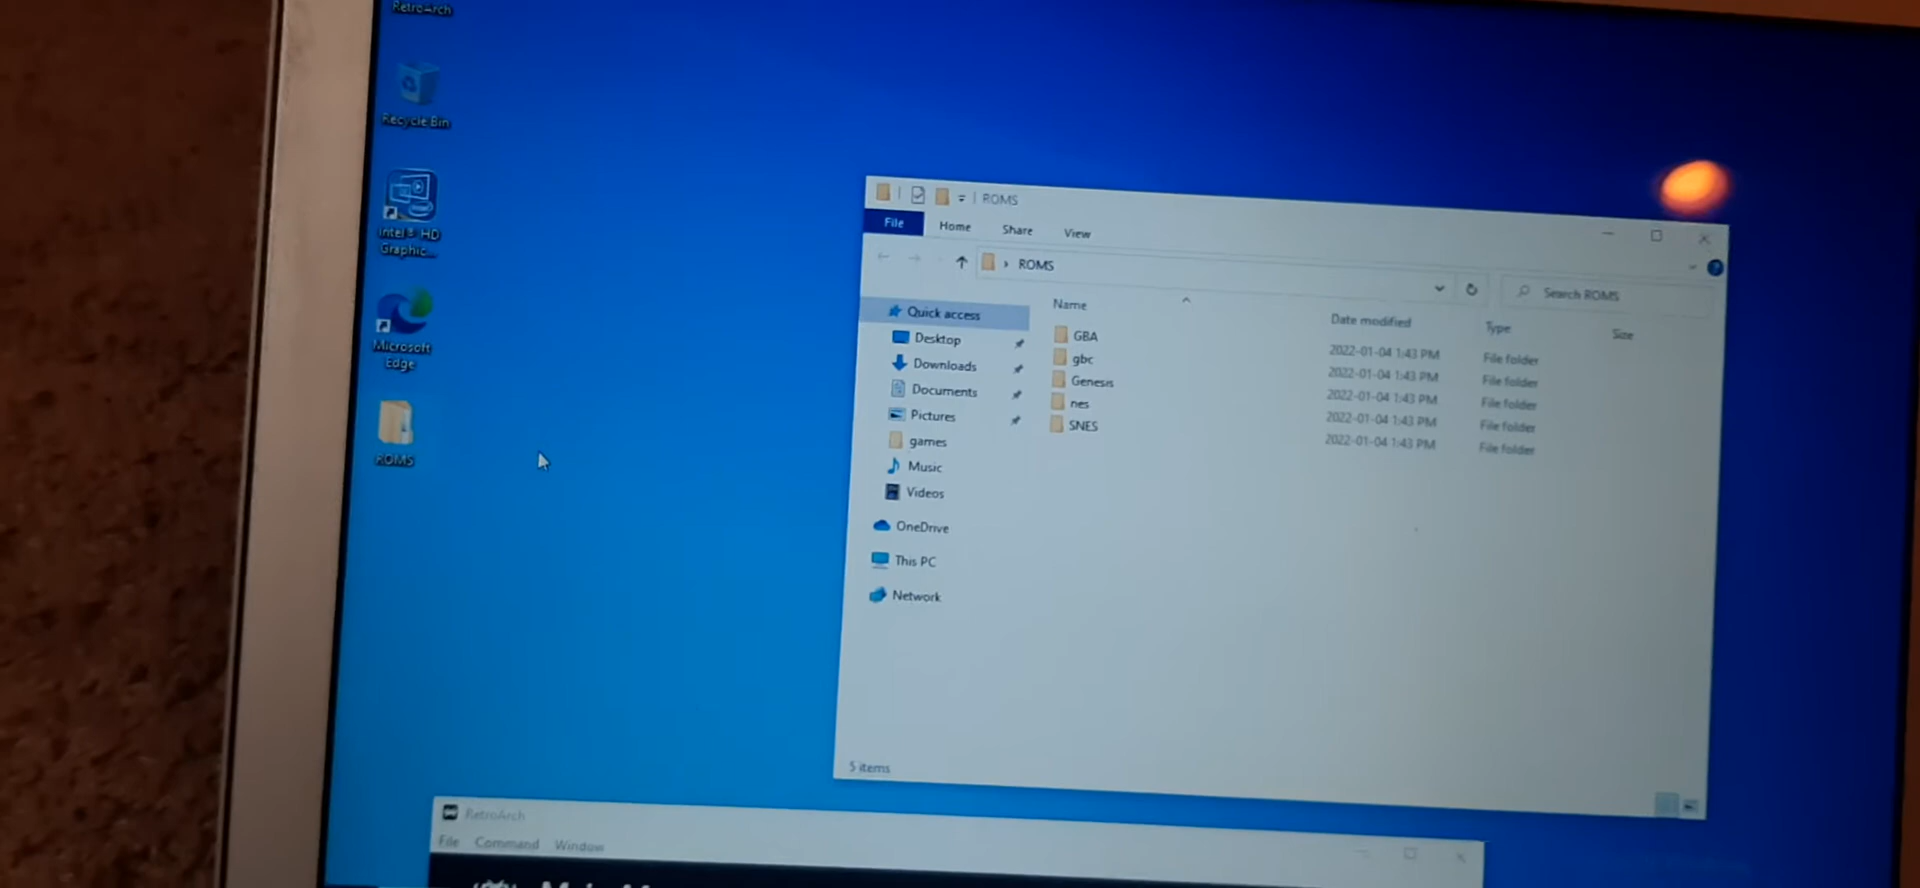 RetroArch
Recycle Bin
Intel® HD
Graphic...
Microsoft
Edge
ROMS
ROMS
File Home Share View
ROMS
Search ROMS
Name Date modified Type Size
GBA 2022-01-04 1:43 PM File folder
gbc 2022-01-04 1:43 PM File folder
Genesis 2022-01-04 1:43 PM File folder
nes 2022-01-04 1:43 PM File folder
SNES 2022-01-04 1:43 PM File folder
Quick access
Desktop
Downloads
Documents
Pictures
games
Music
Videos
OneDrive
This PC
Network
5 items
RetroArch
File Command Window